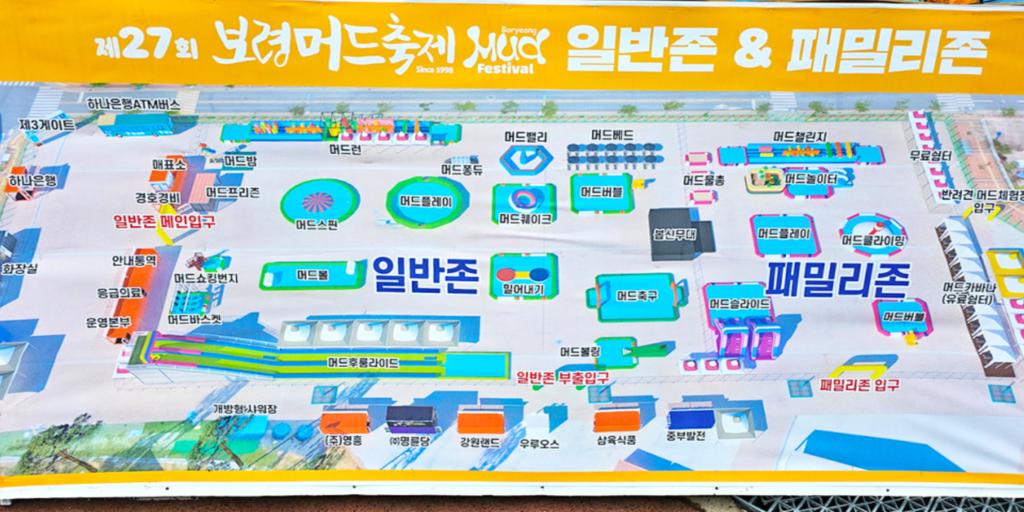 제27회 보령머드축제 Boryeong Mud Festival Since 1998 일반존 & 패밀리존
하나은행ATM버스
제3게이트
머드런
머드밸리
머드베드
머드챌린지
매표소
머드밤
머드퐁듀
무료쉼터
하나은행
경호경비
머드프리존
머드물총
머드놀이터
머드버블
일반존 메인입구
머드스핀
머드플레이
머드퀘이크
반려견 머드체험장
입구
머드플레이
머드클라이밍
안내통역
화장실
머드쇼킹번지
머드볼
일반존
밀어내기
패밀리존
응급의료
머드축구
머드슬라이드
머드카바나
(유료쉼터)
머드바스켓
운영본부
머드버블
머드후룸라이드
머드볼링
일반존 부출입구
패밀리존 입구
개방형 샤워장
(주)영흥
㈜명륜당
강원랜드
우루오스
삼육식품
중부발전